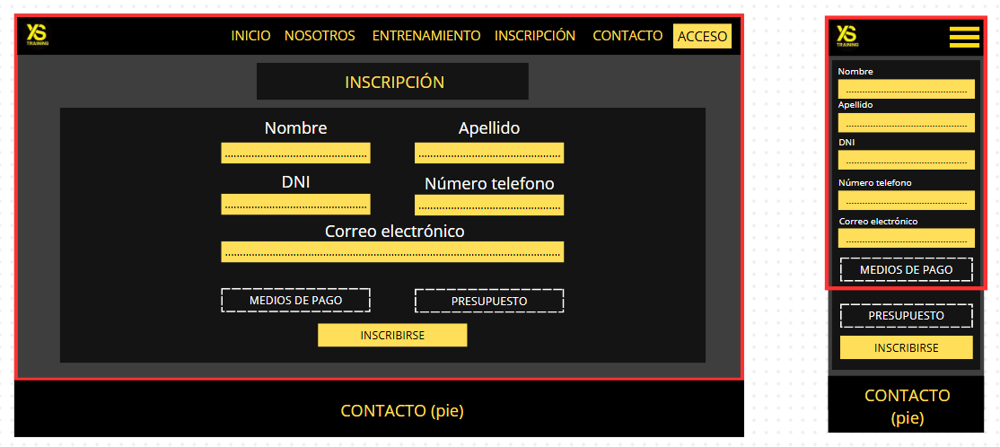 XS
TRAINING
INICIO NOSOTROS ENTRENAMIENTO INSCRIPCIÓN CONTACTO ACCESO
INSCRIPCIÓN
Nombre Apellido
DNI Número telefono
Correo electrónico
MEDIOS DE PAGO PRESUPUESTO
INSCRIBIRSE
CONTACTO (pie)
XS
TRAINING
Nombre
Apellido
DNI
Número telefono
Correo electrónico
MEDIOS DE PAGO
PRESUPUESTO
INSCRIBIRSE
CONTACTO
(pie)